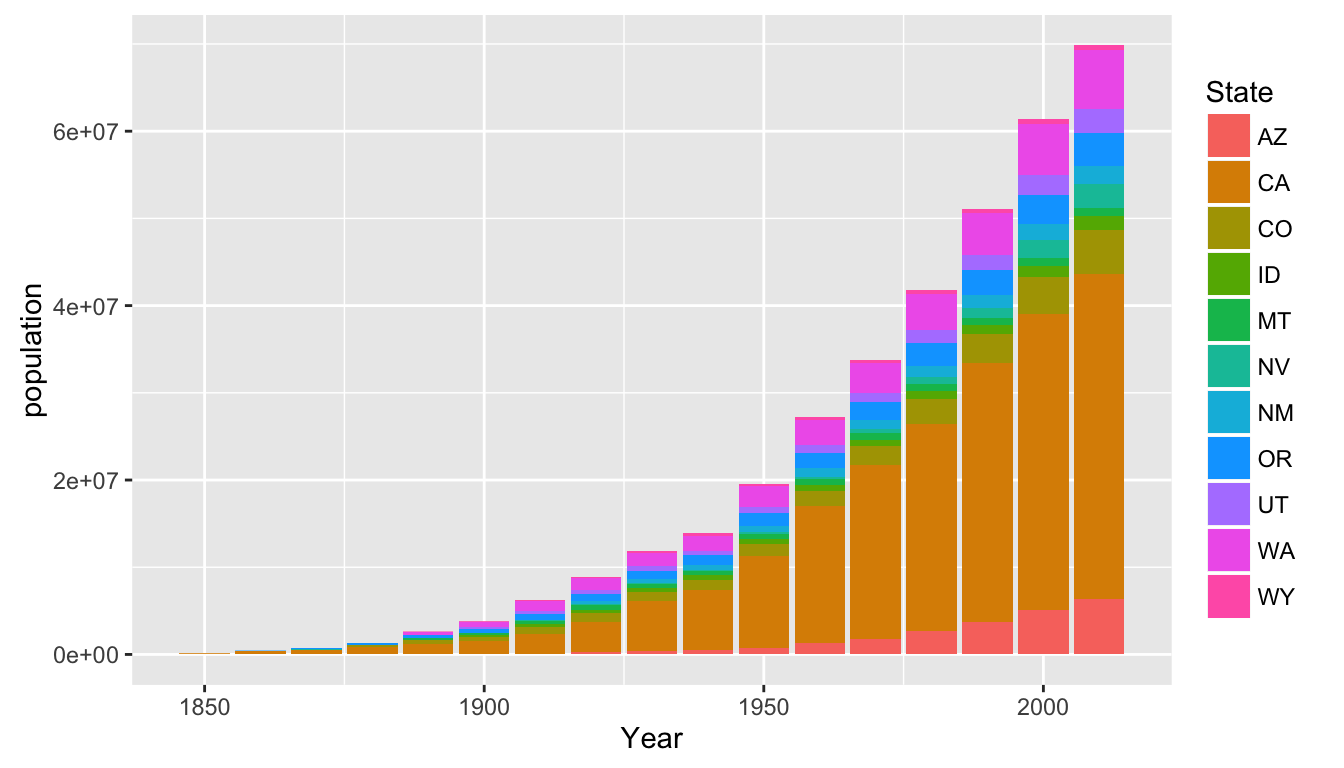 population
6e+07
4e+07
2e+07
0e+00
1850 1900 1950 2000
Year
State
AZ
CA
CO
ID
MT
NV
NM
OR
UT
WA
WY